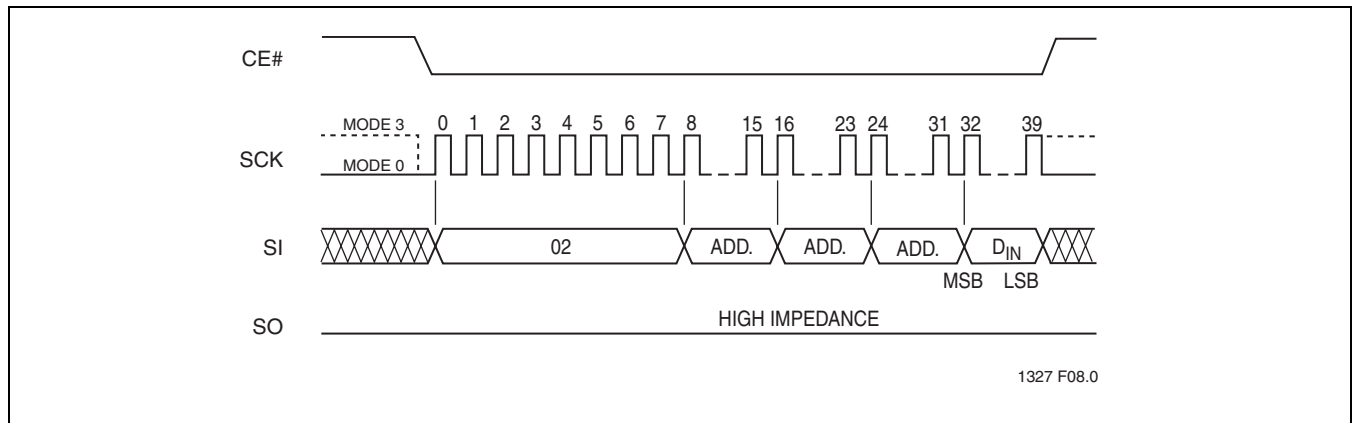 CE#
MODE 3 0 1 2 3 4 5 6 7 8 15 16 23 24 31 32 39
SCK
MODE 0
SI 02 ADD. ADD. ADD. DIN
MSB LSB
SO HIGH IMPEDANCE
1327 F08.0